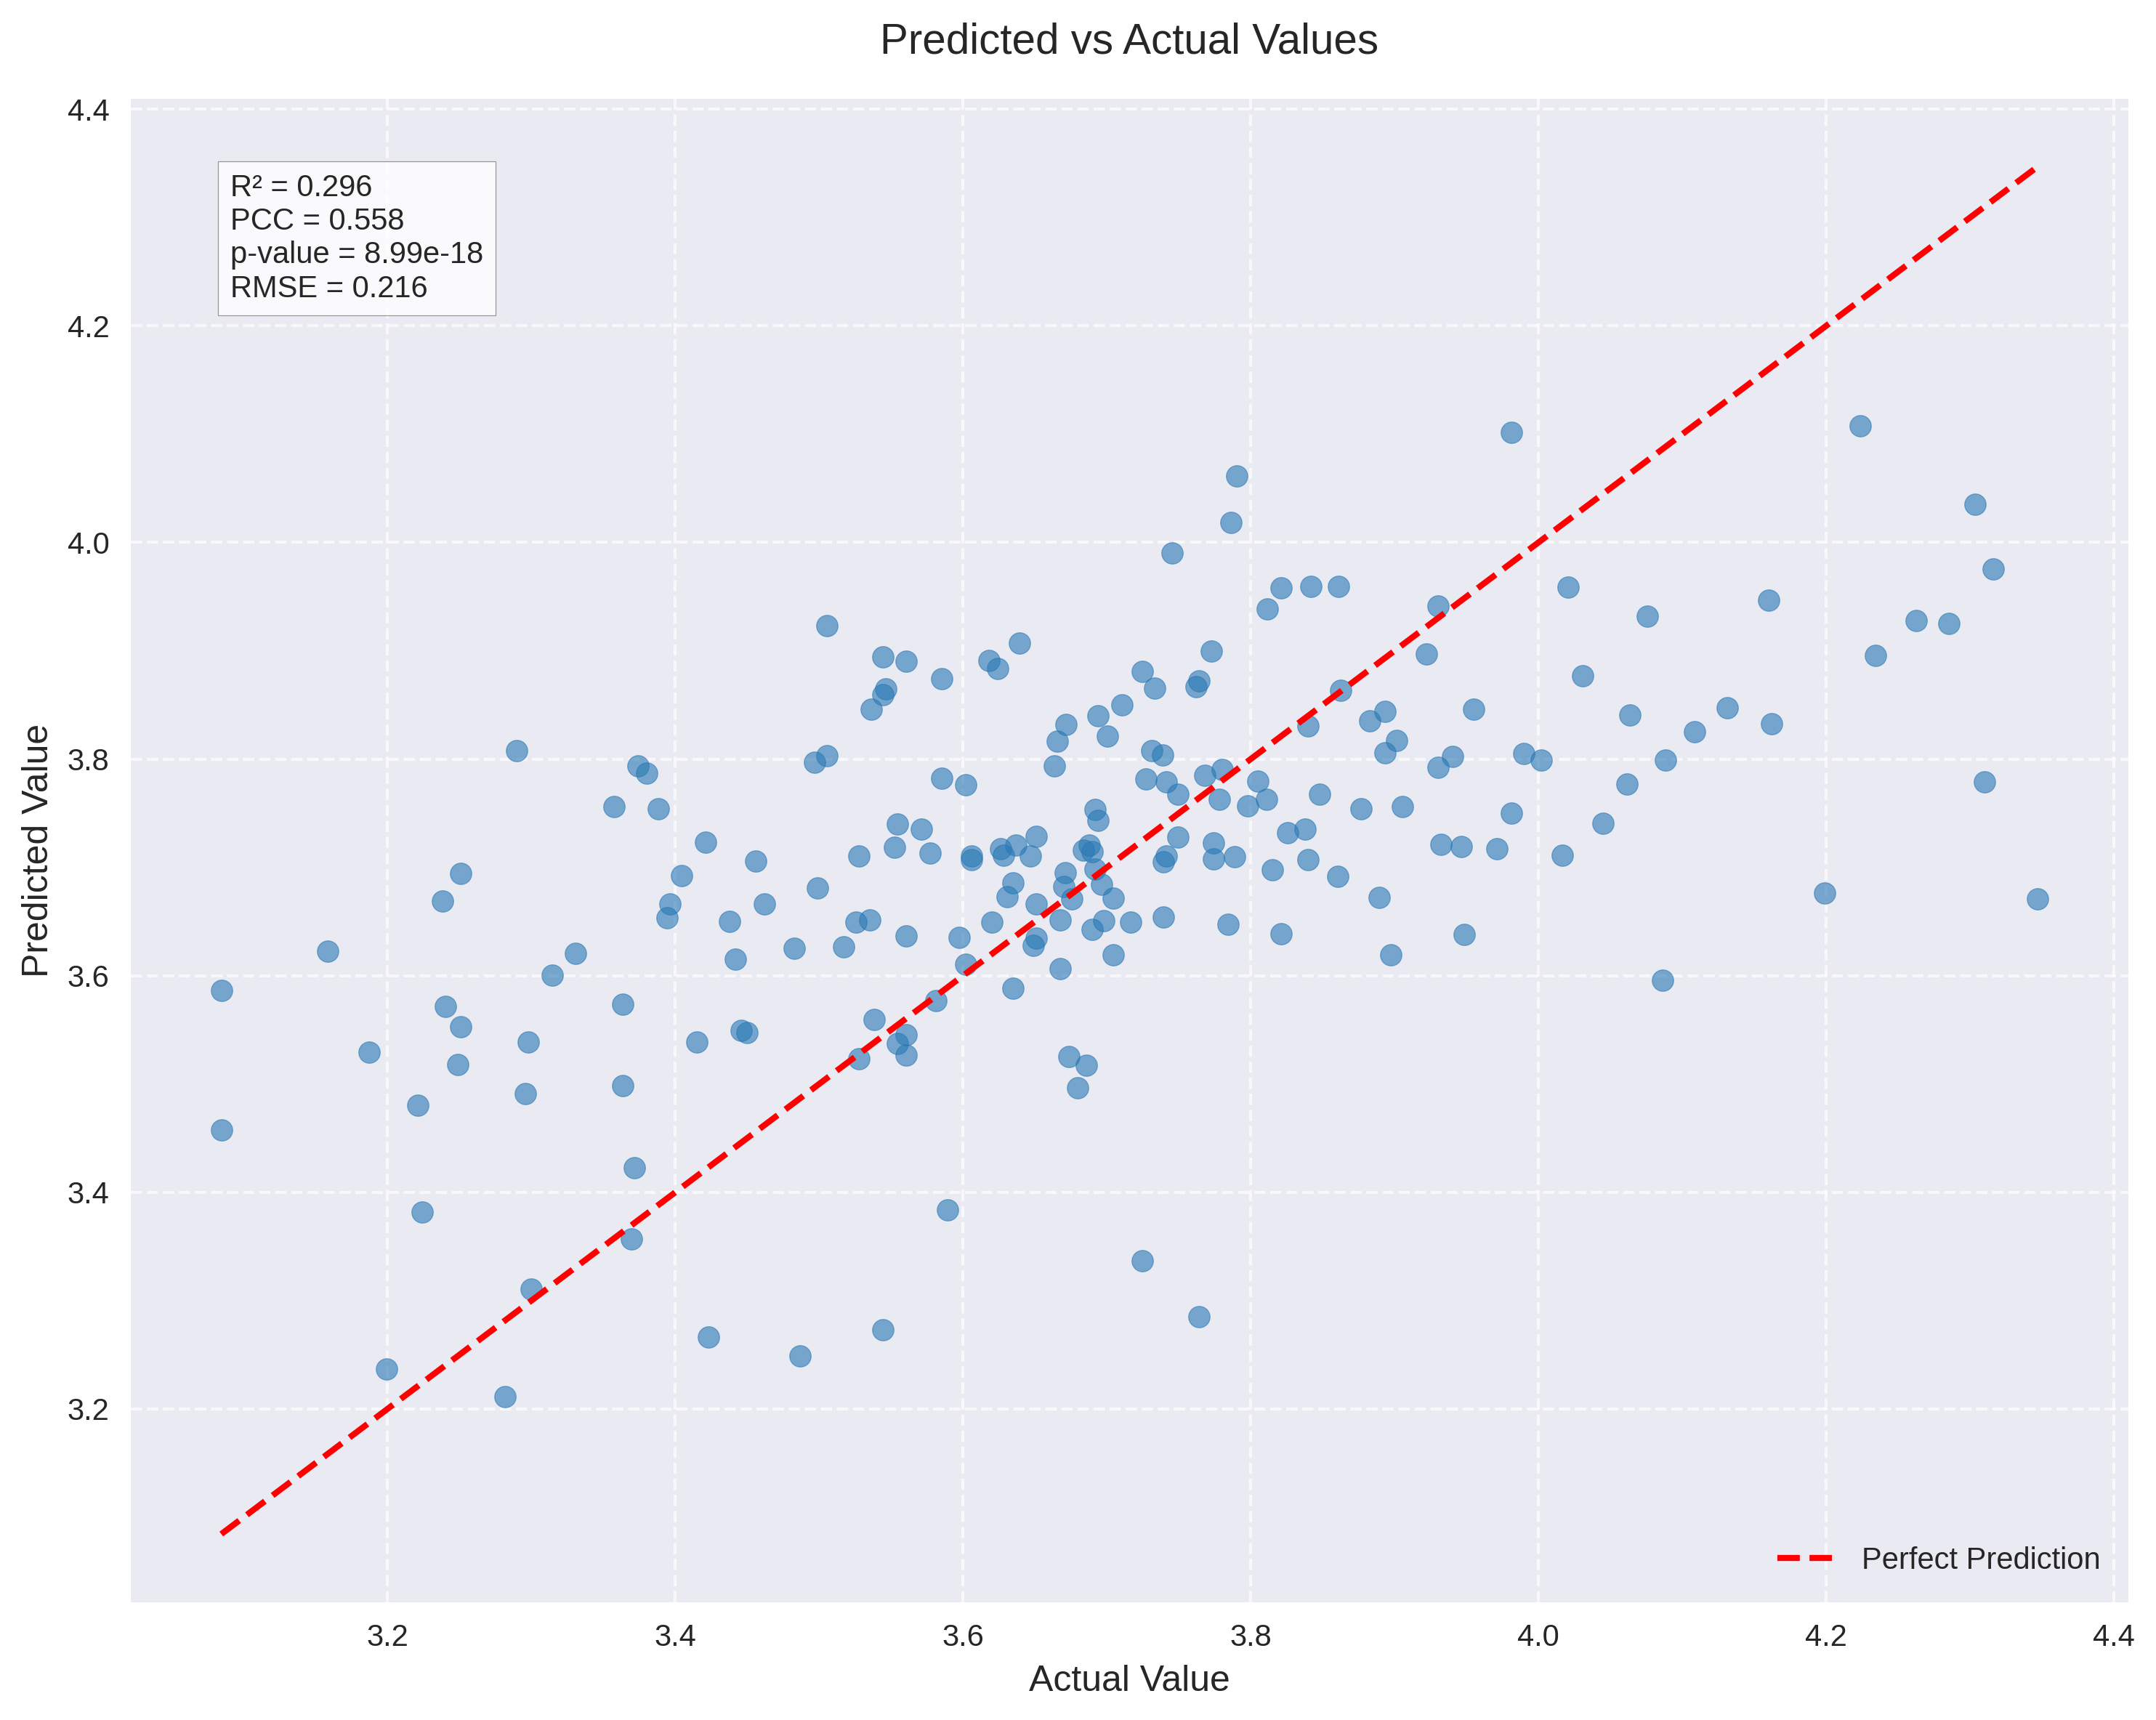 Predicted vs Actual Values
4.4
4.2
4.0
3.8
3.6
3.4
3.2
Predicted Value
R² = 0.296
PCC = 0.558
p-value = 8.99e-18
RMSE = 0.216
Perfect Prediction
3.2 3.4 3.6 3.8 4.0 4.2 4.4
Actual Value